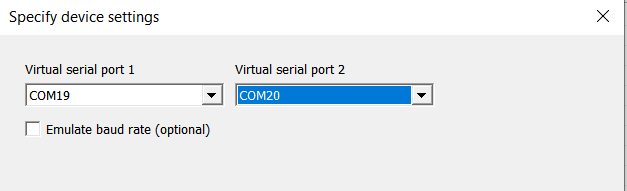 Specify device settings
Virtual serial port 1 Virtual serial port 2
COM19 COM20
Emulate baud rate (optional)